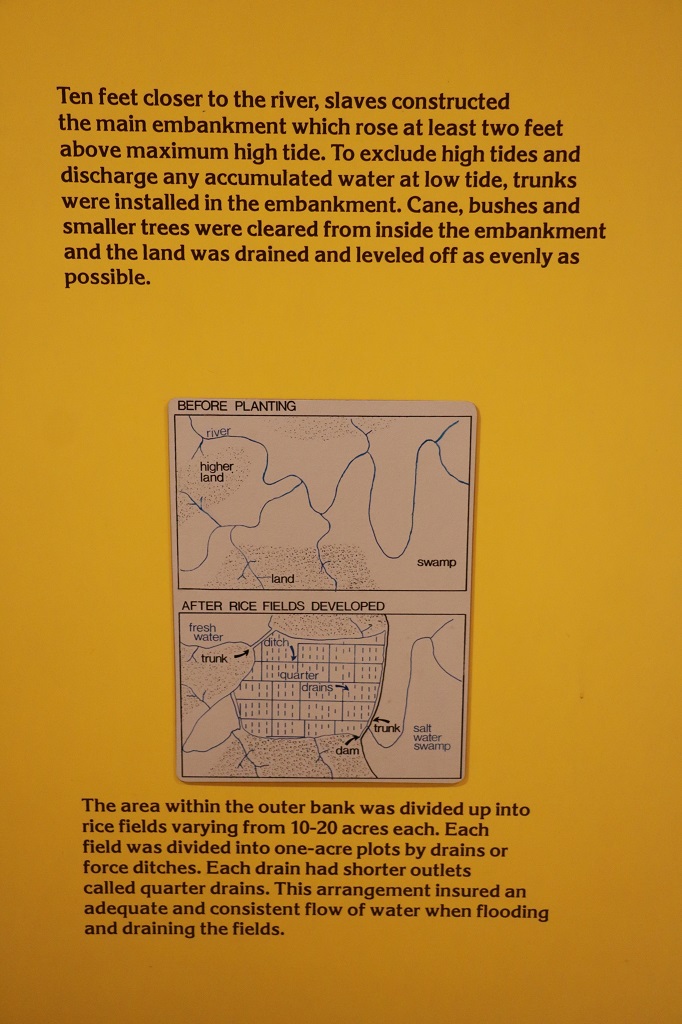 Ten feet closer to the river, slaves constructed
the main embankment which rose at least two feet
above maximum high tide. To exclude high tides and
discharge any accumulated water at low tide, trunks
were installed in the embankment. Cane, bushes and
smaller trees were cleared from inside the embankment
and the land was drained and leveled off as evenly as
possible.
BEFORE PLANTING
river
higher
land
swamp
land
AFTER RICE FIELDS DEVELOPED
fresh
water
trunk
ditch
quarter
drains
trunk
salt
water
swamp
dam
The area within the outer bank was divided up into
rice fields varying from 10-20 acres each. Each
field was divided into one-acre plots by drains or
force ditches. Each drain had shorter outlets
called quarter drains. This arrangement insured an
adequate and consistent flow of water when flooding
and draining the fields.